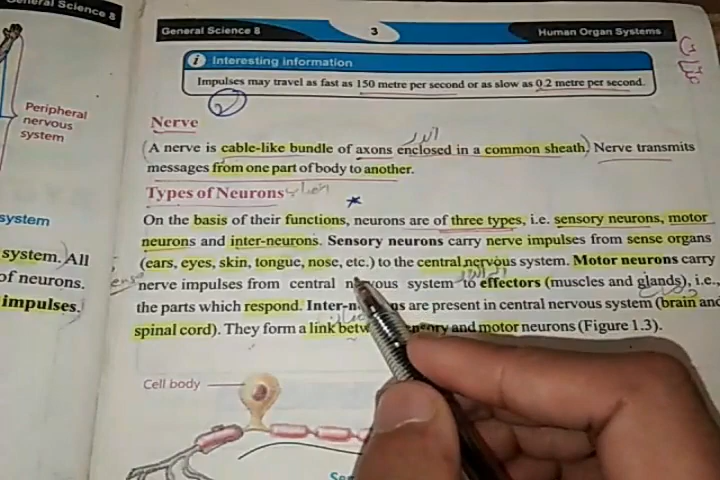 General Science 8
General Science 8
3
Human Organ Systems
i Interesting information
Impulses may travel as fast as 150 metre per second or as slow as 0.2 metre per second.
Peripheral
nervous
system
Nerve
(A nerve is cable-like bundle of axons enclosed in a common sheath.) Nerve transmits
messages from one part of body to another.
Types of Neurons
system
On the basis of their functions, neurons are of three types, i.e. sensory neurons, motor
neurons and inter-neurons. Sensory neurons carry nerve impulses from sense organs
system. All
(ears, eyes, skin, tongue, nose, etc.) to the central nervous system. Motor neurons carry
of neurons.
nerve impulses from central nervous system to effectors (muscles and glands), i.e.,
impulses.
the parts which respond. Inter-neurons are present in central nervous system (brain and
spinal cord). They form a link between sensory and motor neurons (Figure 1.3).
Cell body